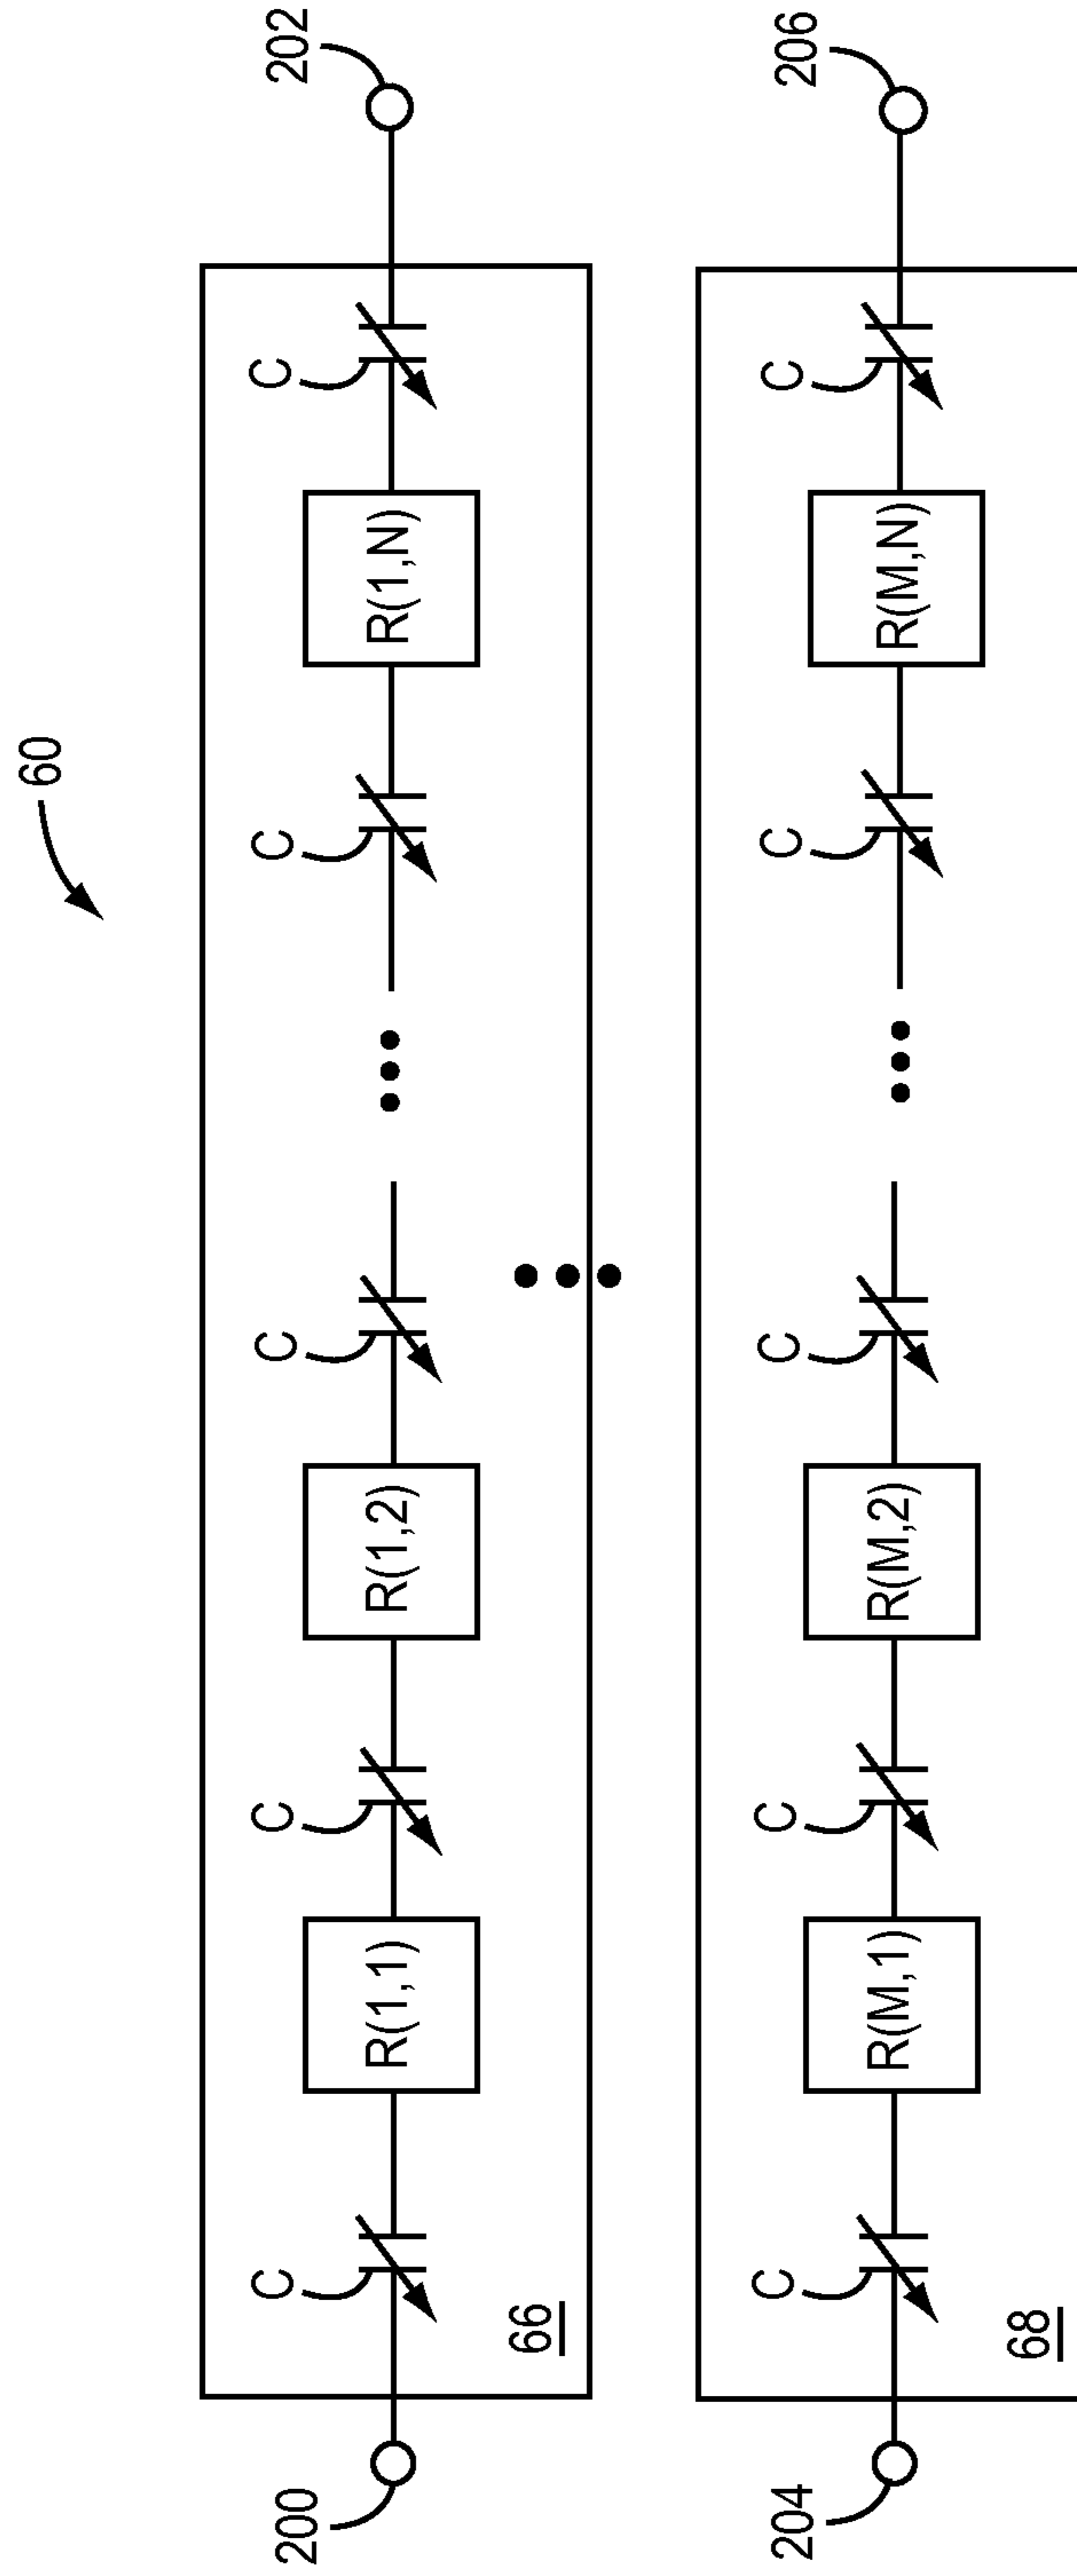 60
C
C
C
C
C
200
R(1,1)
R(1,2)
R(1,N)
202
66
C
C
C
C
C
204
R(M,1)
R(M,2)
R(M,N)
206
68